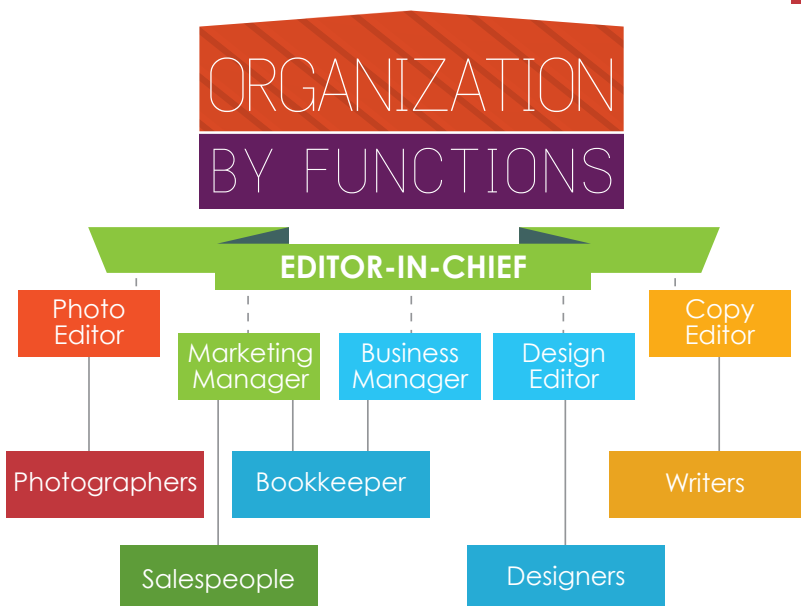 ORGANIZATION
BY FUNCTIONS
EDITOR-IN-CHIEF
Photo
Editor
Marketing
Manager
Business
Manager
Design
Editor
Copy
Editor
Photographers
Bookkeeper
Writers
Salespeople
Designers